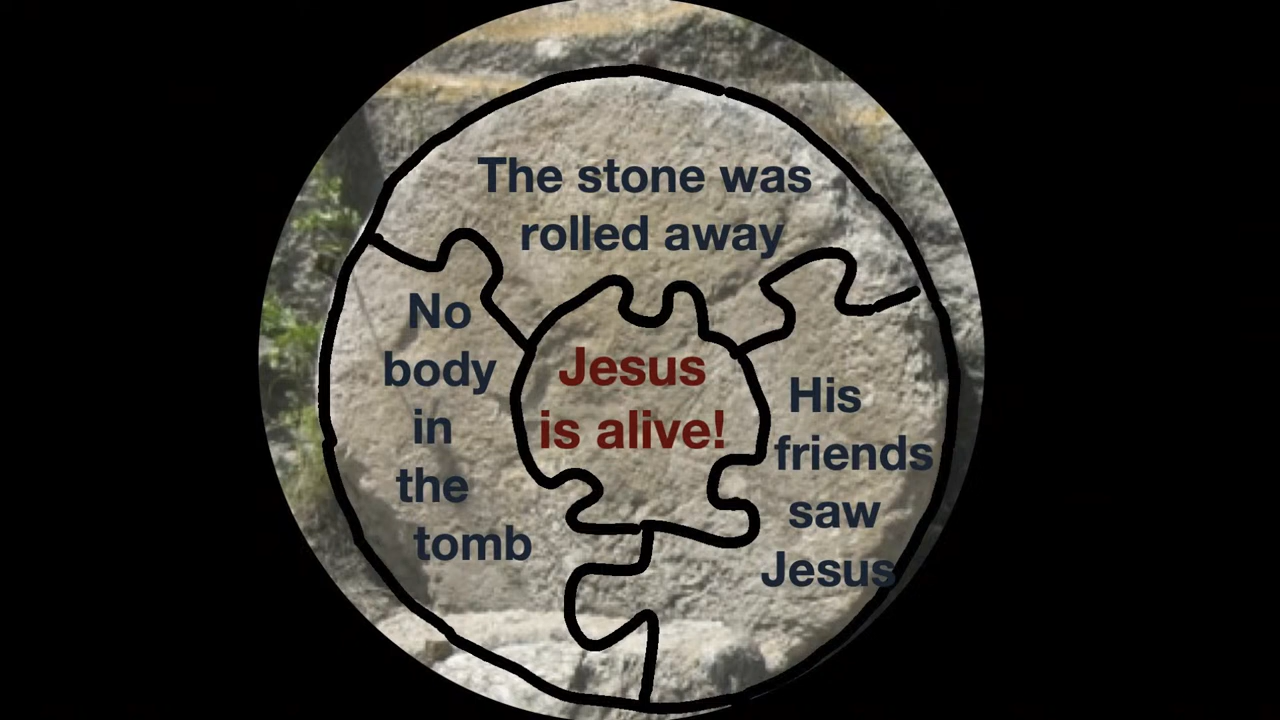 The stone was
rolled away
No
body
in
the
tomb
Jesus
is alive!
His
friends
saw
Jesus